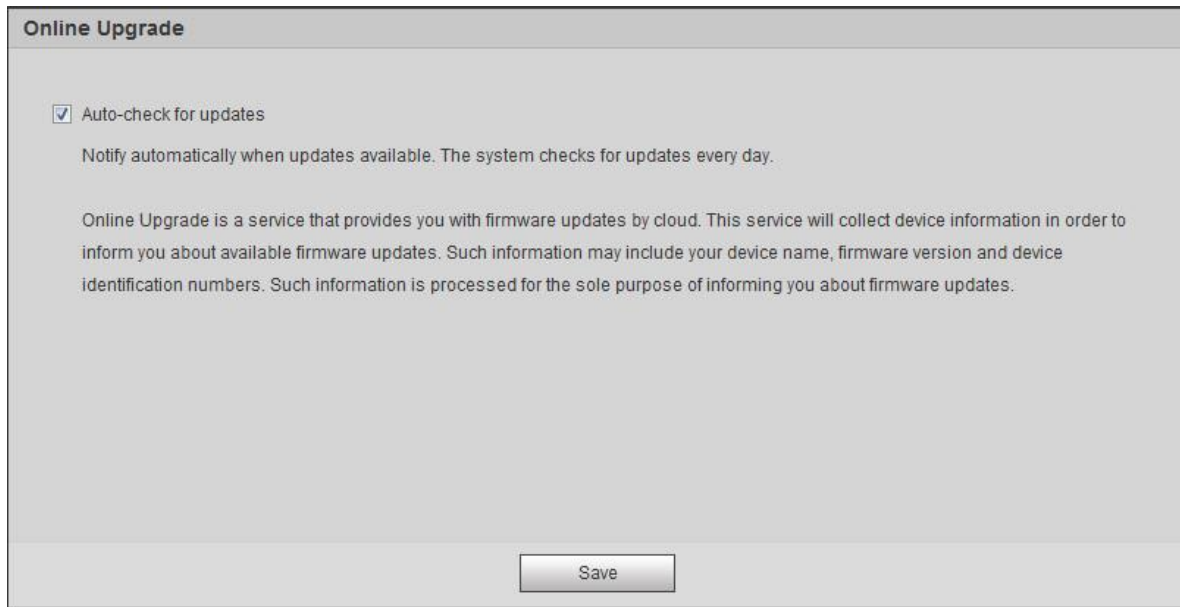 Online Upgrade
Auto-check for updates
Notify automatically when updates available. The system checks for updates every day.
Online Upgrade is a service that provides you with firmware updates by cloud. This service will collect device information in order to
inform you about available firmware updates. Such information may include your device name, firmware version and device
identification numbers. Such information is processed for the sole purpose of informing you about firmware updates.
Save